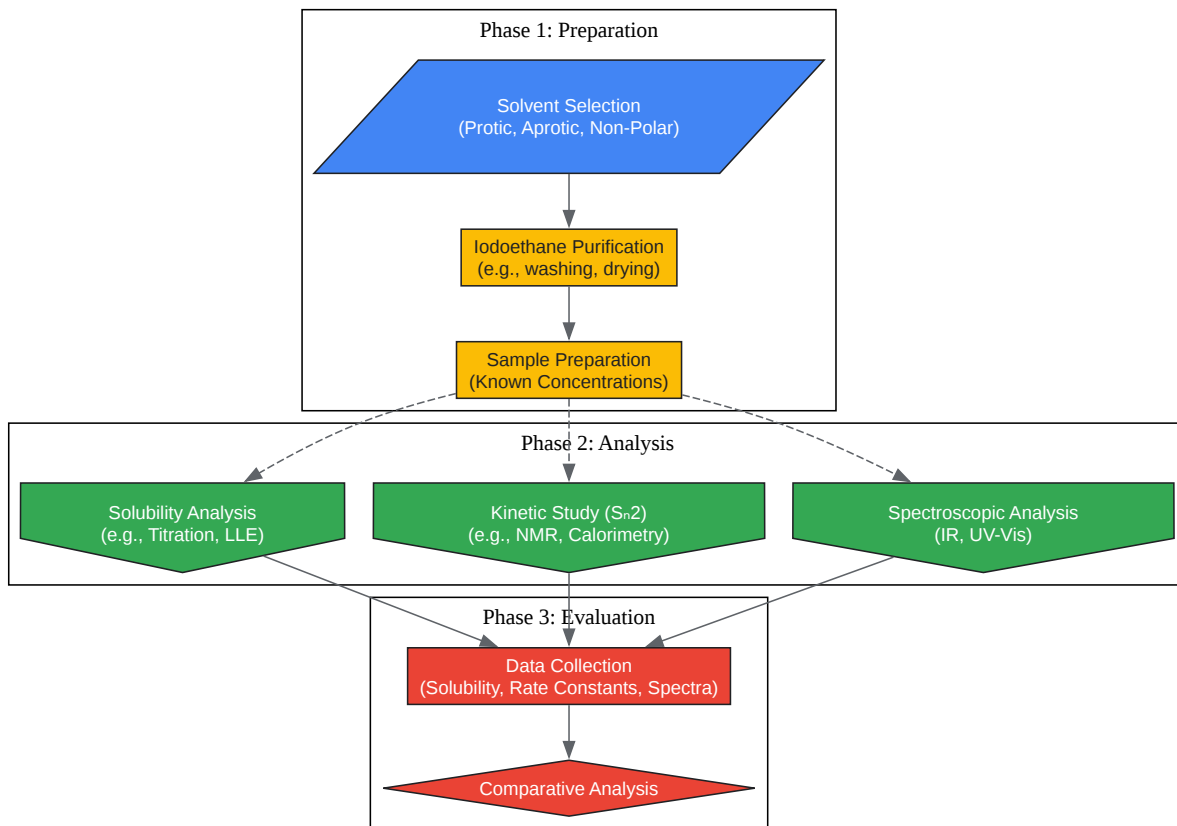 Phase 1: Preparation
Solvent Selection
(Protic, Aprotic, Non-Polar)
Iodoethane Purification
(e.g., washing, drying)
Sample Preparation
(Known Concentrations)
Phase 2: Analysis
Solubility Analysis
(e.g., Titration, LLE)
Kinetic Study (Sₙ2)
(e.g., NMR, Calorimetry)
Spectroscopic Analysis
(IR, UV-Vis)
Phase 3: Evaluation
Data Collection
(Solubility, Rate Constants, Spectra)
Comparative Analysis